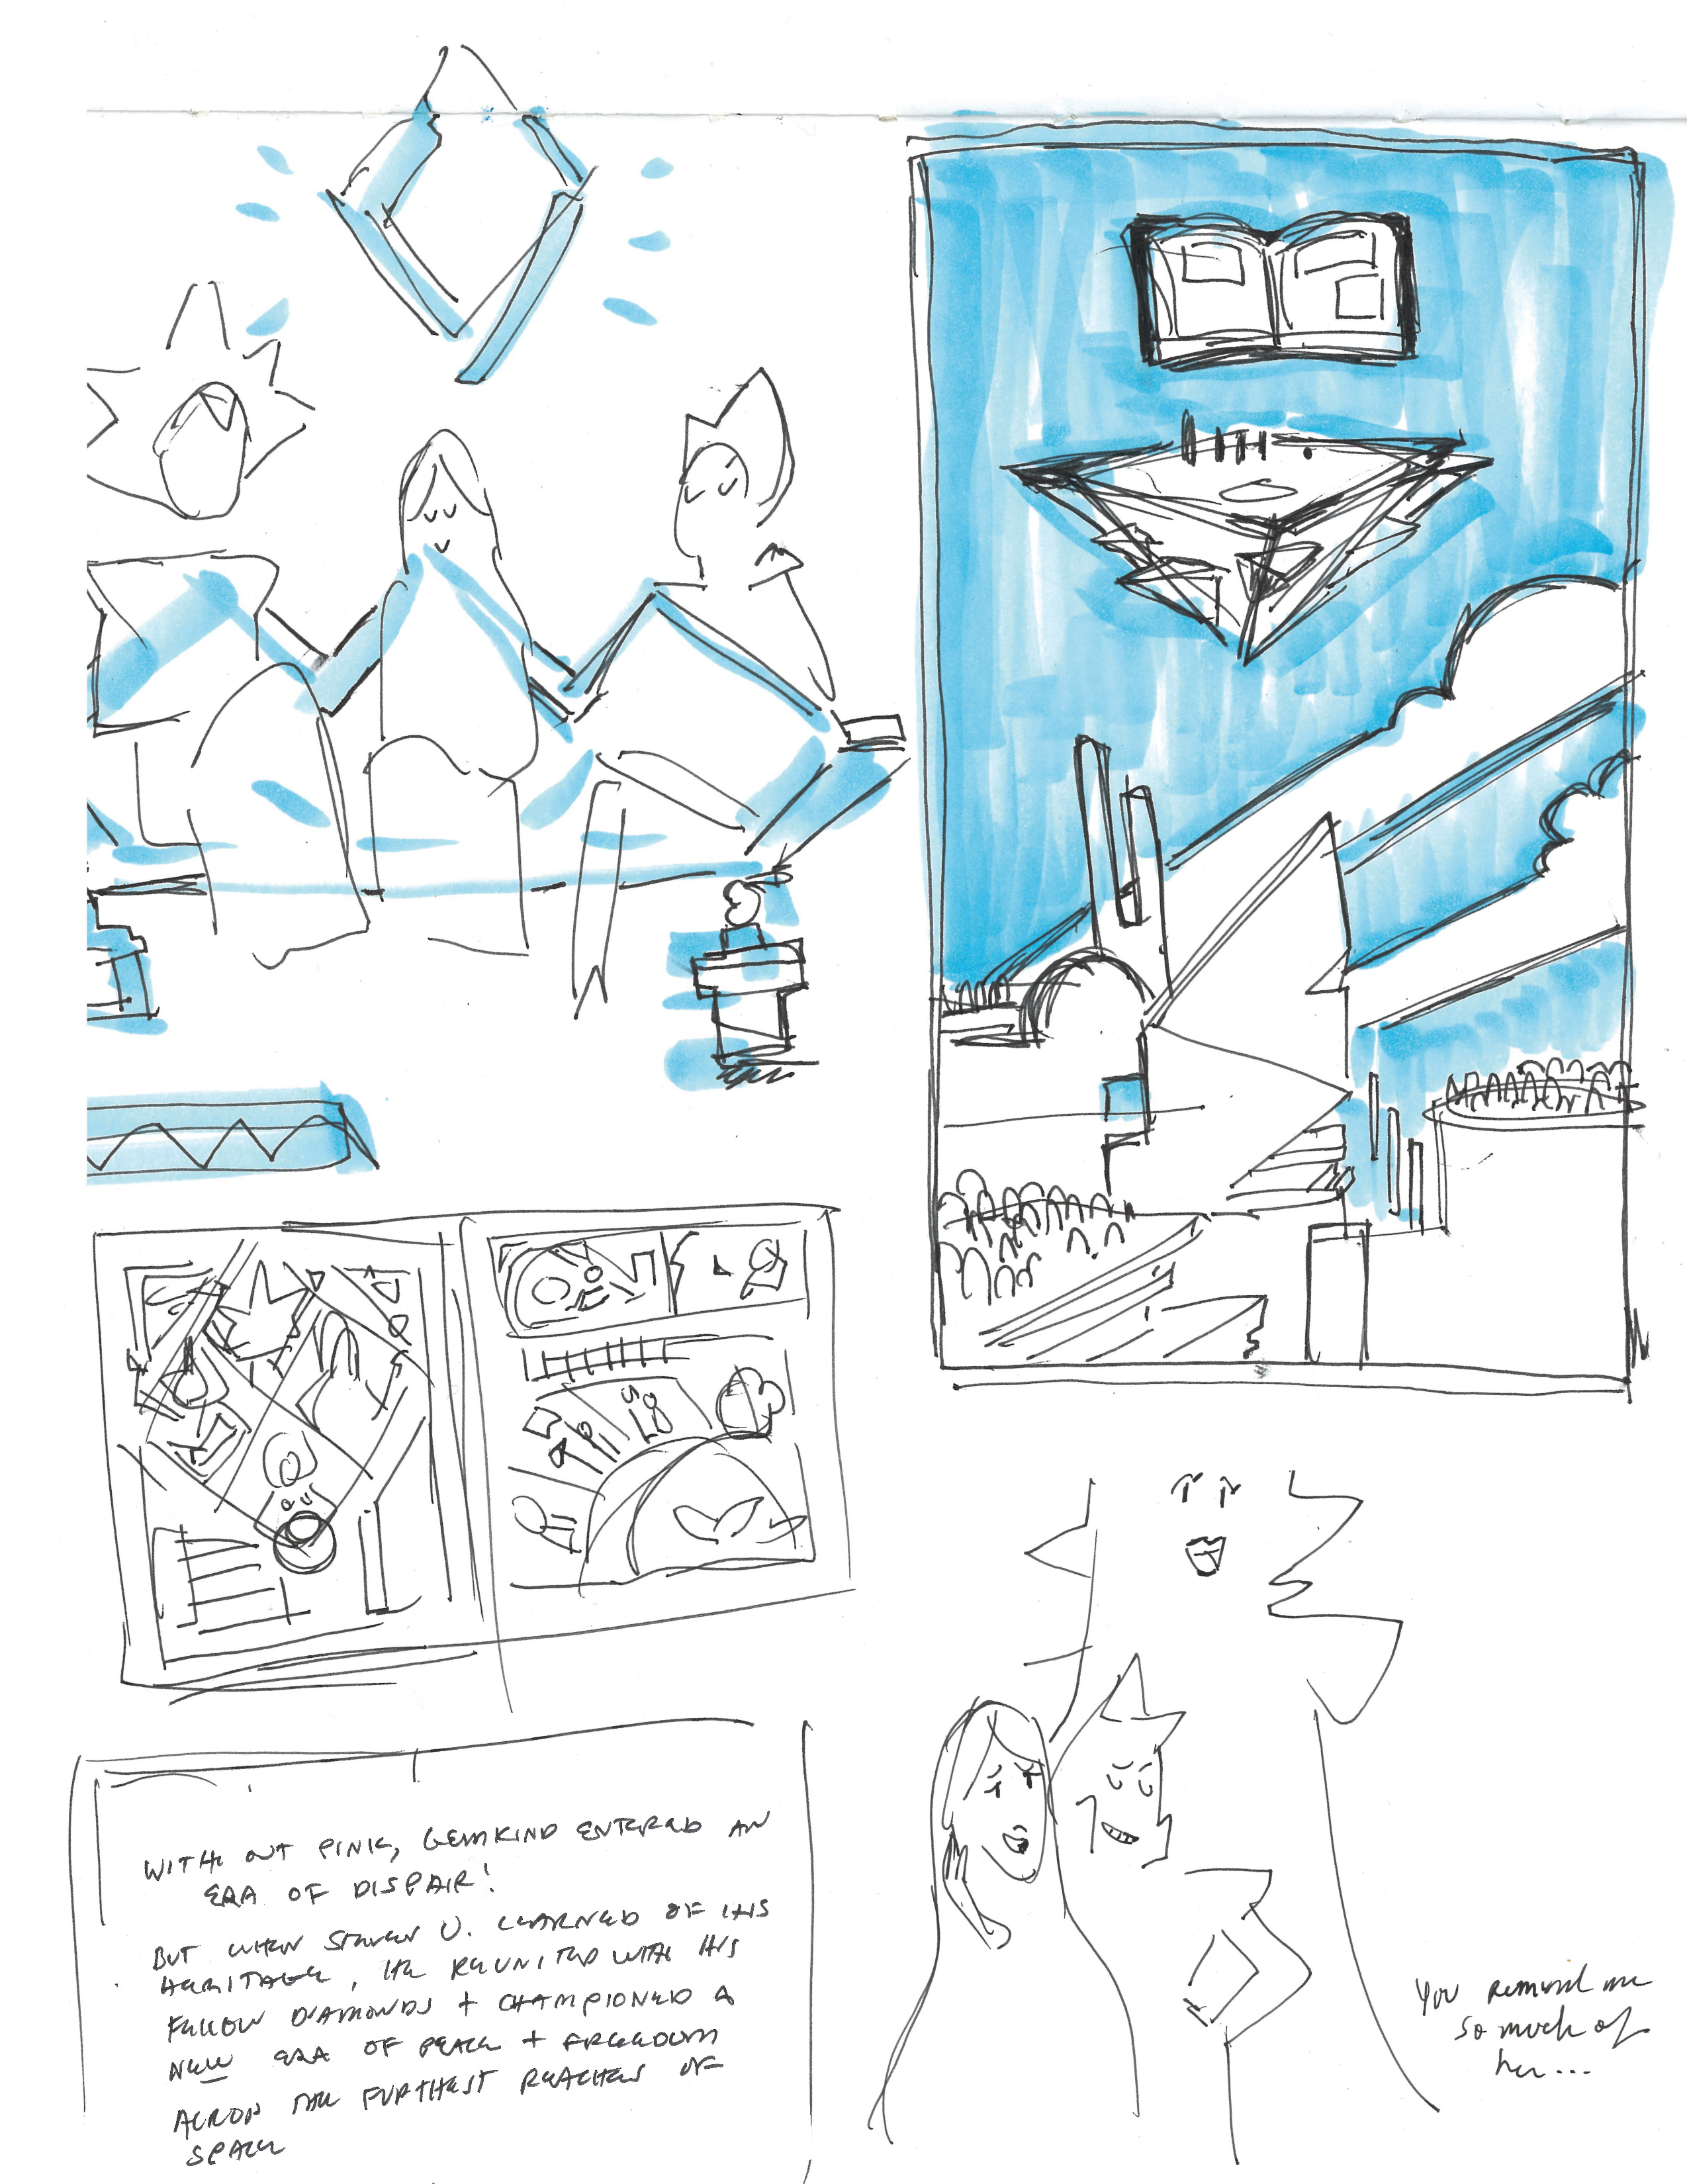 WITH OUT PINK, GEMKIND ENTERED AN
ERA OF DISPAIR!
BUT WHEN STEVEN U. LEARNED OF HIS
HERITAGE, HE REUNITED WITH HIS
FELLOW DIAMONDS + CHAMPIONED A
NEW ERA OF PEACE + FREEDOM
ACROSS THE FURTHEST REACHES OF
SPACE
You remind me
so much of
her...